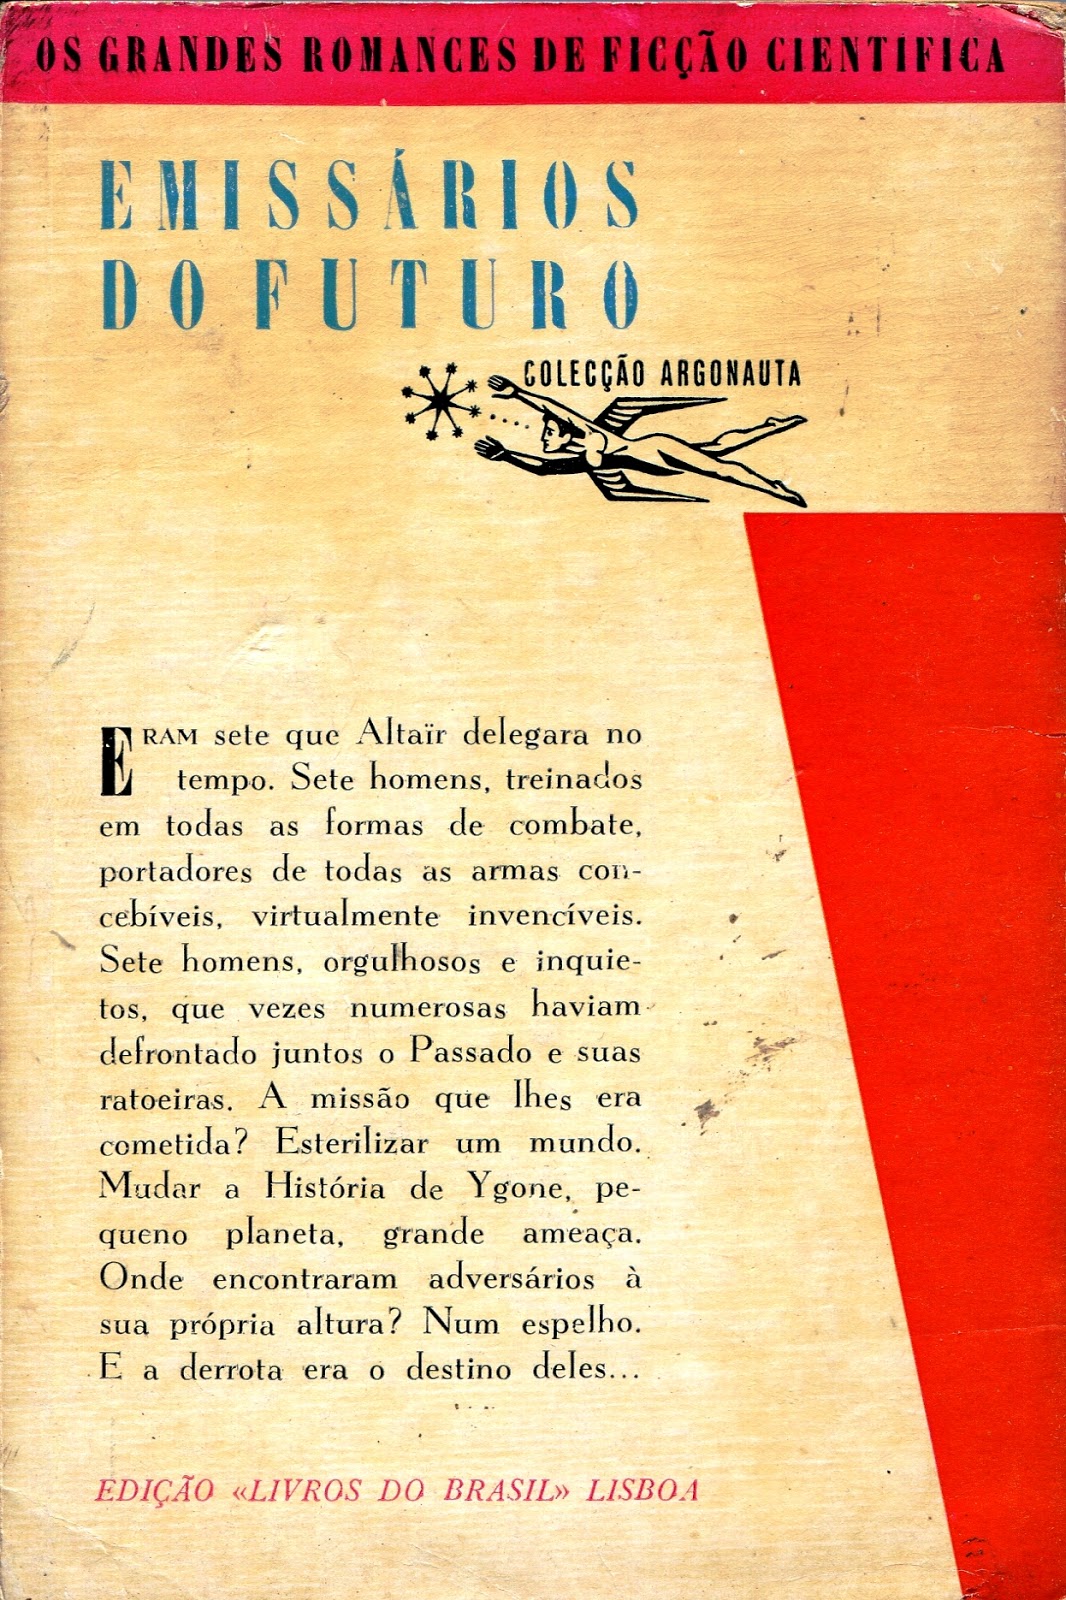 OS GRANDES ROMANCES DE FICÇÃO CIENTIFICA
EMISSÁRIOS
DO FUTURO
COLECÇÃO ARGONAUTA
ERAM sete que Altaïr delegara no
tempo. Sete homens, treinados
em todas as formas de combate,
portadores de todas as armas con-
cebíveis, virtualmente invencíveis.
Sete homens, orgulhosos e inquie-
tos, que vezes numerosas haviam
defrontado juntos o Passado e suas
ratoeiras. A missão que lhes era
cometida? Esterilizar um mundo.
Mudar a História de Ygone, pe-
queno planeta, grande ameaça.
Onde encontraram adversários à
sua própria altura? Num espelho.
E a derrota era o destino deles...
EDIÇÃO «LIVROS DO BRASIL» LISBOA